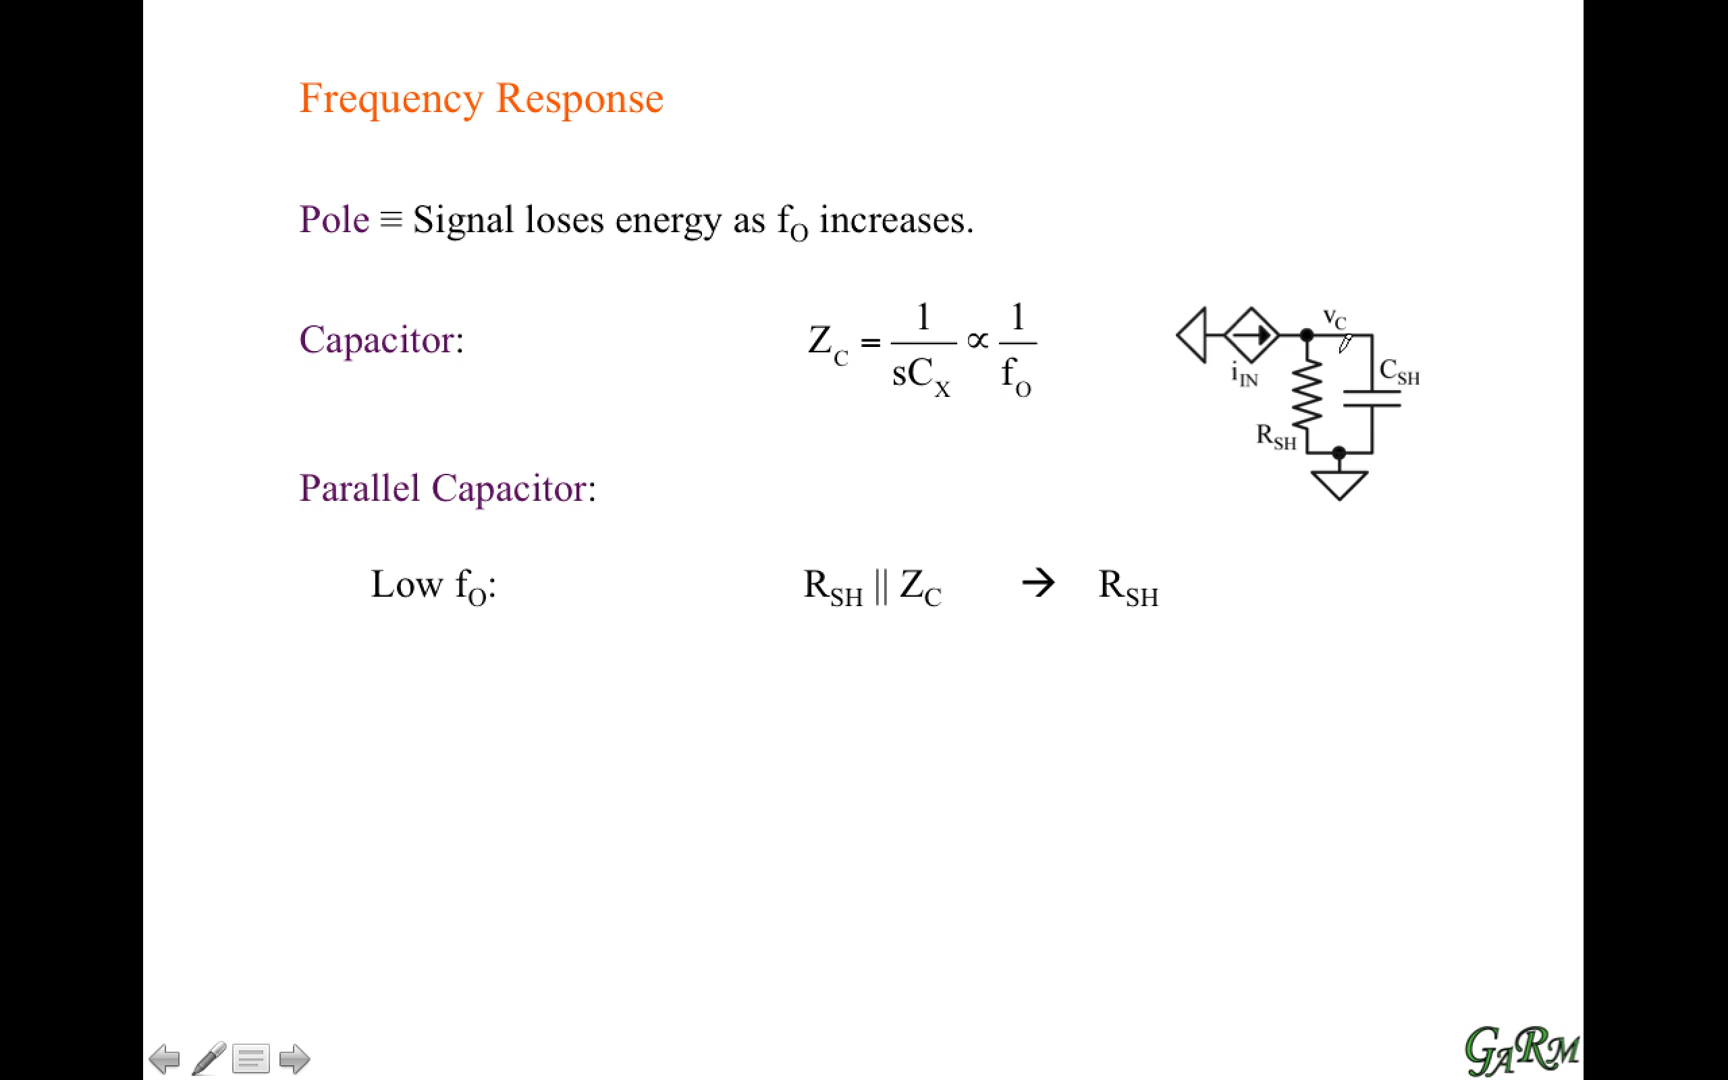 Frequency Response
Pole ≡ Signal loses energy as fO increases.
Capacitor: ZC = 1/sCX ∝ 1/fO
vC
iIN
CSH
RSH
Parallel Capacitor:
Low fO: RSH || ZC → RSH
GARM